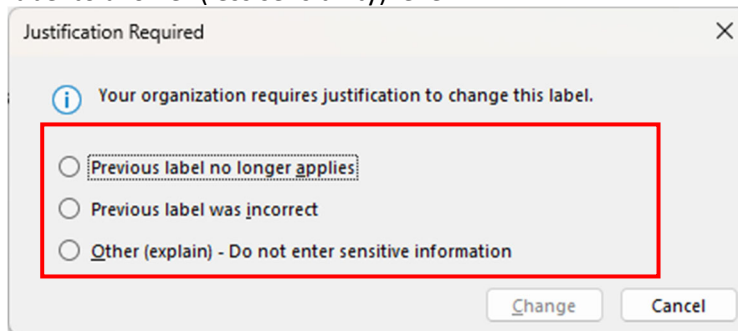 Justification Required
Your organization requires justification to change this label.
Previous label no longer applies
Previous label was incorrect
Other (explain) - Do not enter sensitive information
Change Cancel